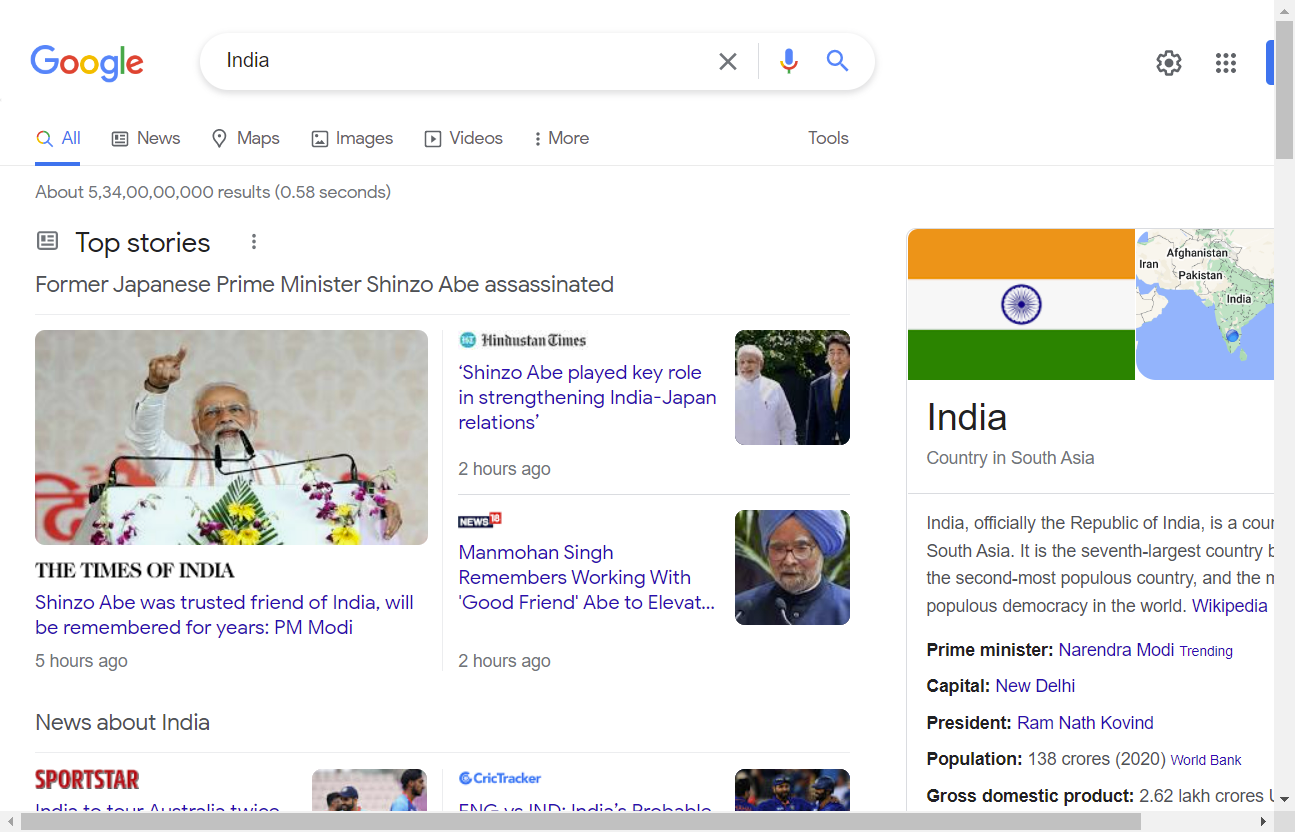 Google
India
All
News
Maps
Images
Videos
More
Tools
About 5,34,00,00,000 results (0.58 seconds)
Top stories
Former Japanese Prime Minister Shinzo Abe assassinated
THE TIMES OF INDIA
Shinzo Abe was trusted friend of India, will
be remembered for years: PM Modi
5 hours ago
HT Hindustan Times
‘Shinzo Abe played key role
in strengthening India-Japan
relations’
2 hours ago
NEWS18
Manmohan Singh
Remembers Working With
'Good Friend' Abe to Elevat...
2 hours ago
News about India
SPORTSTAR
India to tour Australia twice
CricTracker
ENG vs IND: India's Probable
Iran
Afghanistan
Pakistan
India
India
Country in South Asia
India, officially the Republic of India, is a cour
South Asia. It is the seventh-largest country b
the second-most populous country, and the m
populous democracy in the world. Wikipedia
Prime minister: Narendra Modi Trending
Capital: New Delhi
President: Ram Nath Kovind
Population: 138 crores (2020) World Bank
Gross domestic product: 2.62 lakh crores U